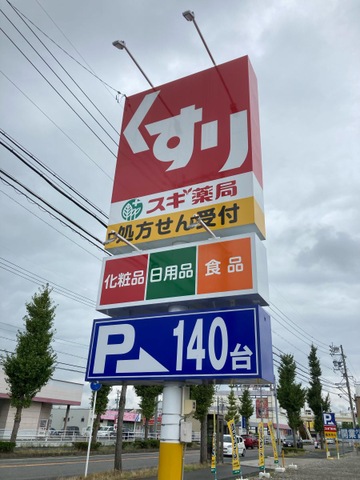 くすり
スギ薬局
処方せん受付
化粧品 日用品 食品
P 140台